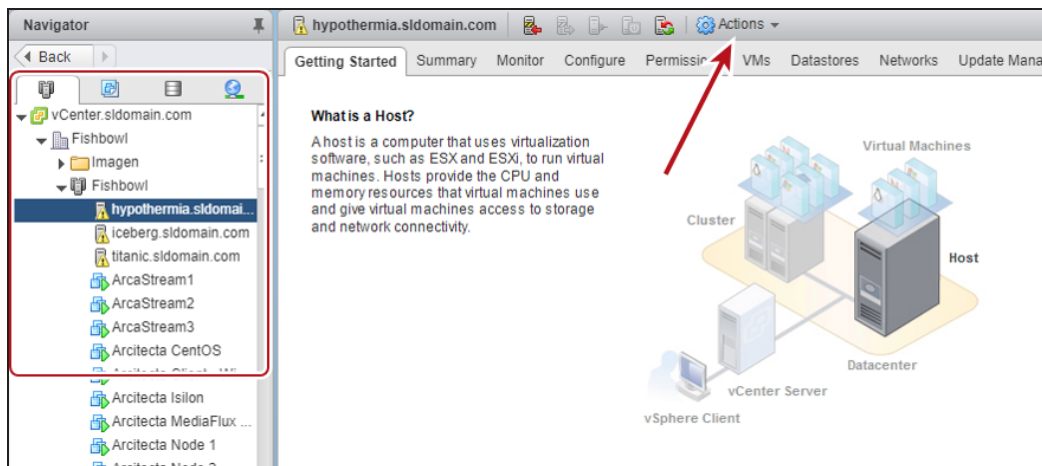 Navigator
Back
vCenter.sldomain.com
Fishbowl
Imagen
Fishbowl
hypothermia.sldomai...
iceberg.sldomain.com
titanic.sldomain.com
ArcaStream1
ArcaStream2
ArcaStream3
Arcitecta CentOS
Arcitecta Isilon
Arcitecta MediaFlux ...
Arcitecta Node 1
hypothermia.sldomain.com
Actions
Getting Started Summary Monitor Configure VMs Datastores Networks Update Mana
What is a Host?
A host is a computer that uses virtualization
software, such as ESX and ESXi, to run virtual
machines. Hosts provide the CPU and
memory resources that virtual machines use
and give virtual machines access to storage
and network connectivity.
Virtual Machines
Cluster
Host
Datacenter
vCenter Server
vSphere Client